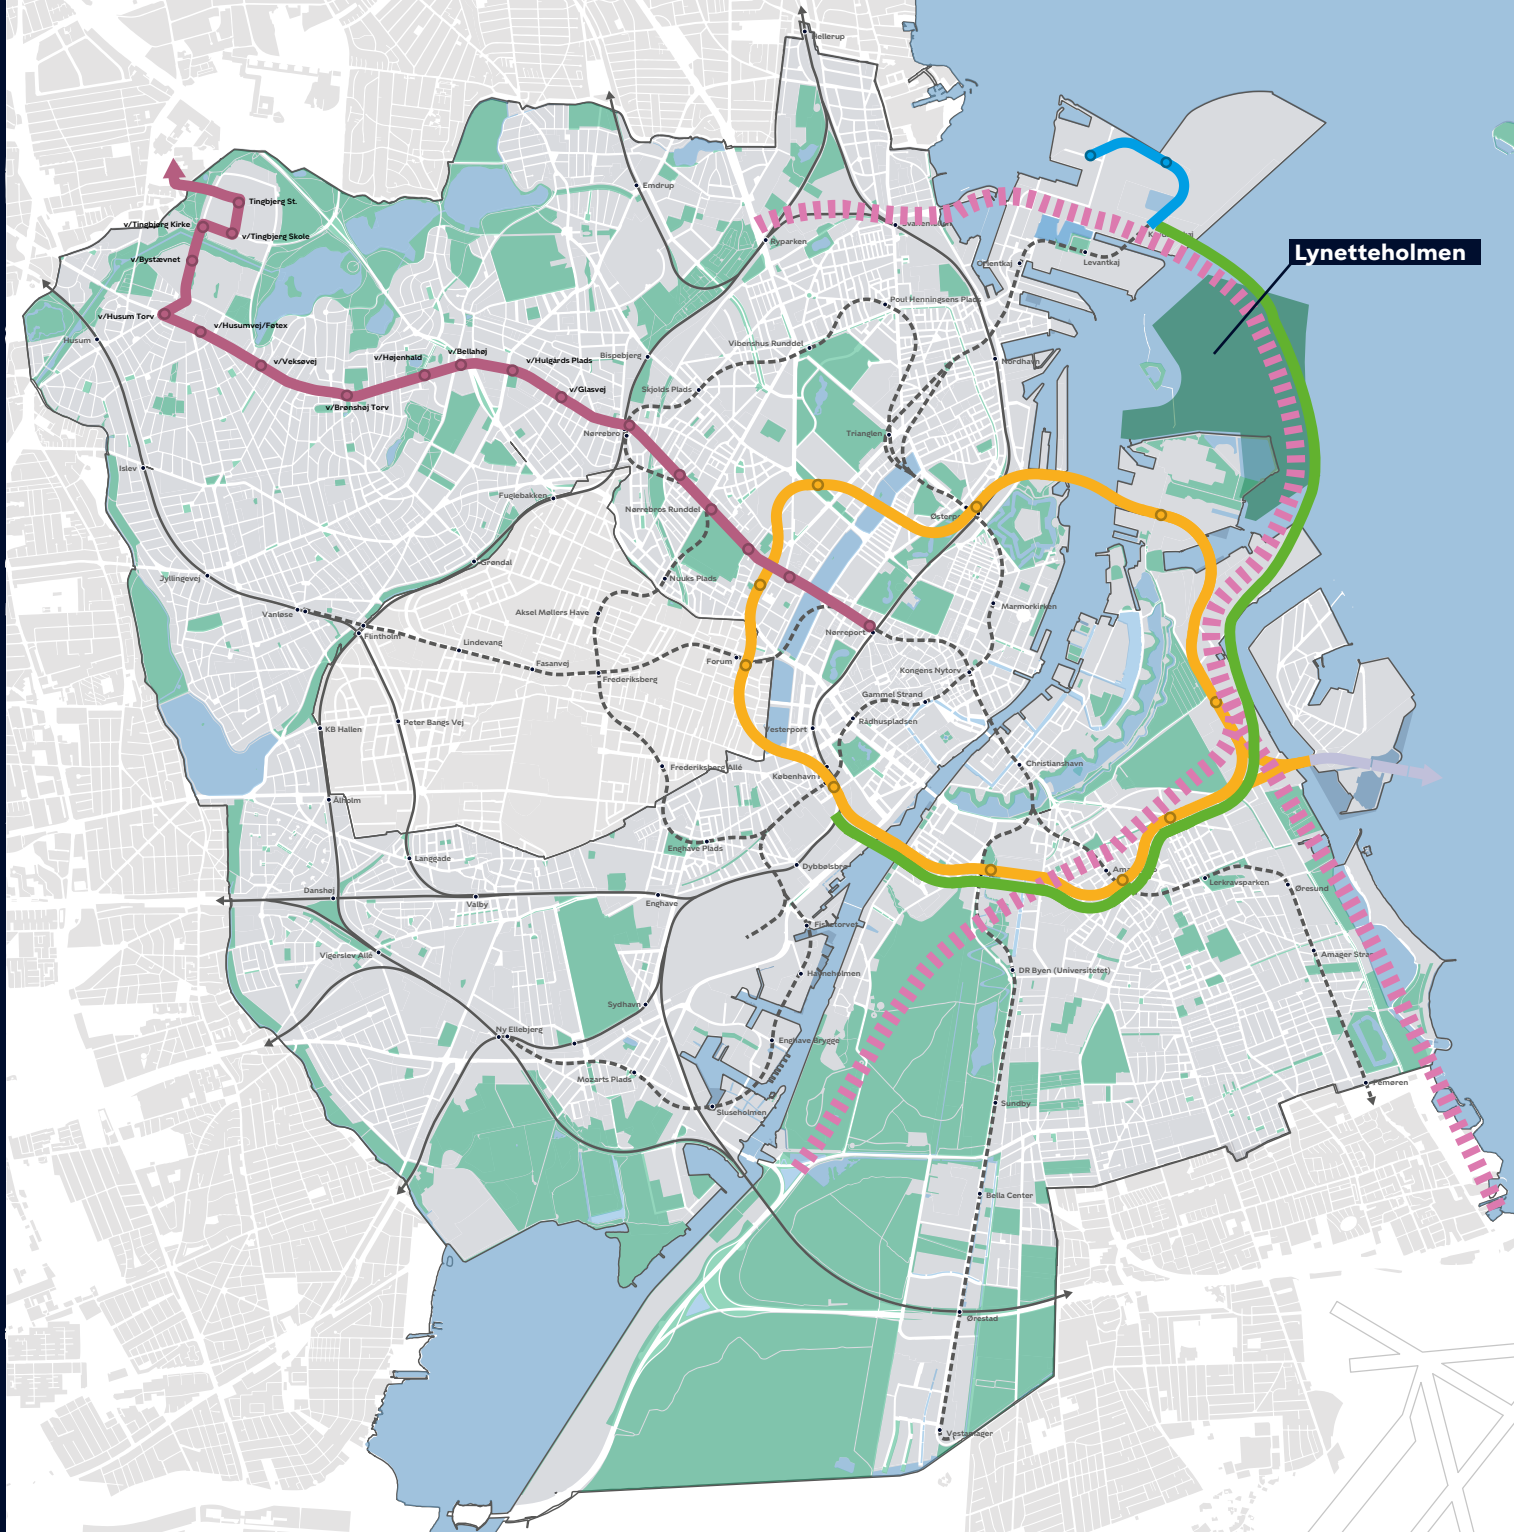 Hellerup
Emdrup
Tingbjerg St.
v/Tingbjerg Kirke
v/Tingbjerg Skole
Ryparken
Lynetteholmen
v/Bystævnet
Orientkaj
Levantkaj
Poul Henningsens Plads
v/Husum Torv
v/Husumvej/Føtex
Husum
Vibenshus Runddel
v/Bellahøj
v/Højenhald
v/Hulgårds Plads
Bispebjerg
Nordhavn
v/Veksøvej
v/Glasvej
Skjolds Plads
v/Brønshøj Torv
Nørrebro
Trianglen
Islev
Fuglebakken
Nørrebros Runddel
Grøndal
Jyllingevej
Nuuks Plads
Vanløse
Aksel Møllers Have
Marmorkirken
Flintholm
Nørreport
Lindevang
Fasanvej
Forum
Kongens Nytorv
Frederiksberg
Gammel Strand
Peter Bangs Vej
Rådhuspladsen
KB Hallen
Vesterport
Christianshavn
Frederiksberg Allé
København
Ålholm
Enghave Plads
Langgade
Dybbølsbro
Lerkravsparken
Øresund
Danshøj
Valby
Enghave
Fisketorvet
Vigerslev Allé
Amager Strand
DR Byen (Universitetet)
Havneholmen
Sydhavn
Ny Ellebjerg
Enghave Brygge
Mozarts Plads
Femøren
Sluseholmen
Sundby
Bella Center
Ørestad
Vestamager